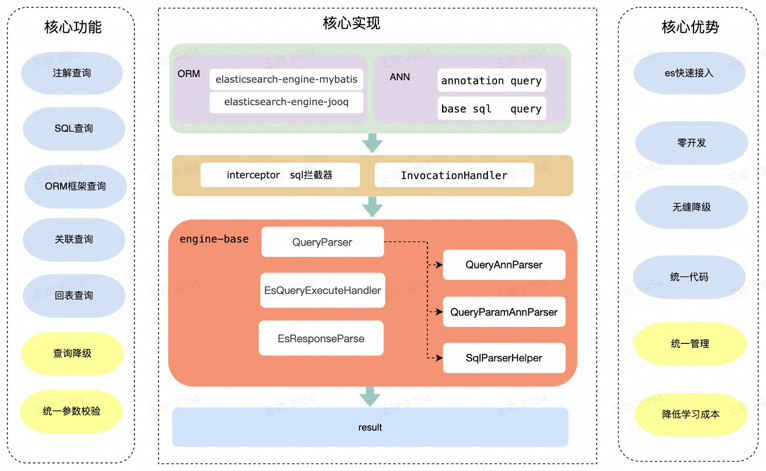 核心功能
注解查询
SQL查询
ORM框架查询
关联查询
回表查询
查询降级
统一参数校验
核心实现
ORM
elasticsearch-engine-mybatis
elasticsearch-engine-jooq
ANN
annotation query
base sql query
interceptor sql拦截器
InvocationHandler
engine-base
QueryParser
EsQueryExecuteHandler
EsResponseParse
QueryAnnParser
QueryParamAnnParser
SqlParserHelper
result
核心优势
es快速接入
零开发
无缝降级
统一代码
统一管理
降低学习成本
王欢 2354